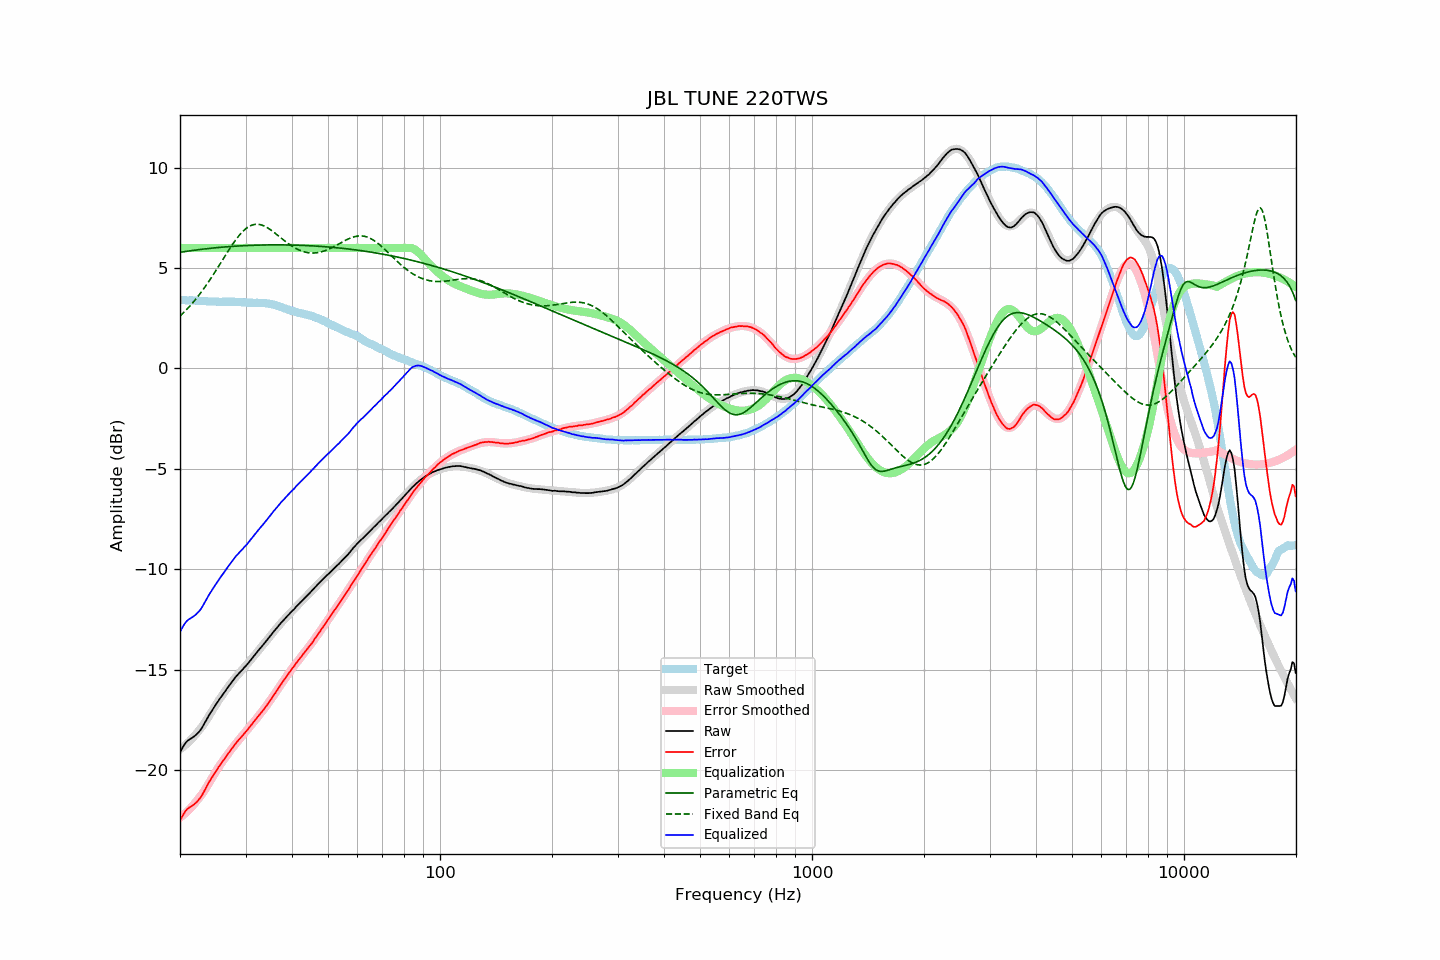 JBL TUNE 220TWS
10
5
0
−5
−10
−15
−20
Amplitude (dBr)
100
1000
10000
Frequency (Hz)
Target
Raw Smoothed
Error Smoothed
Raw
Error
Equalization
Parametric Eq
Fixed Band Eq
Equalized